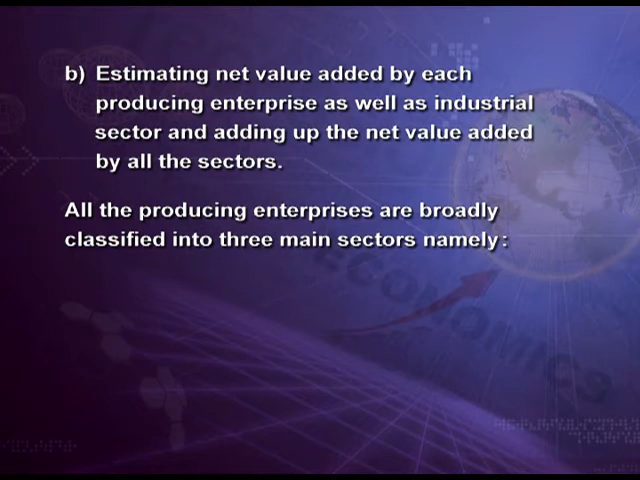 b) Estimating net value added by each
producing enterprise as well as industrial
sector and adding up the net value added
by all the sectors.
All the producing enterprises are broadly
classified into three main sectors namely:
ECONOMICS